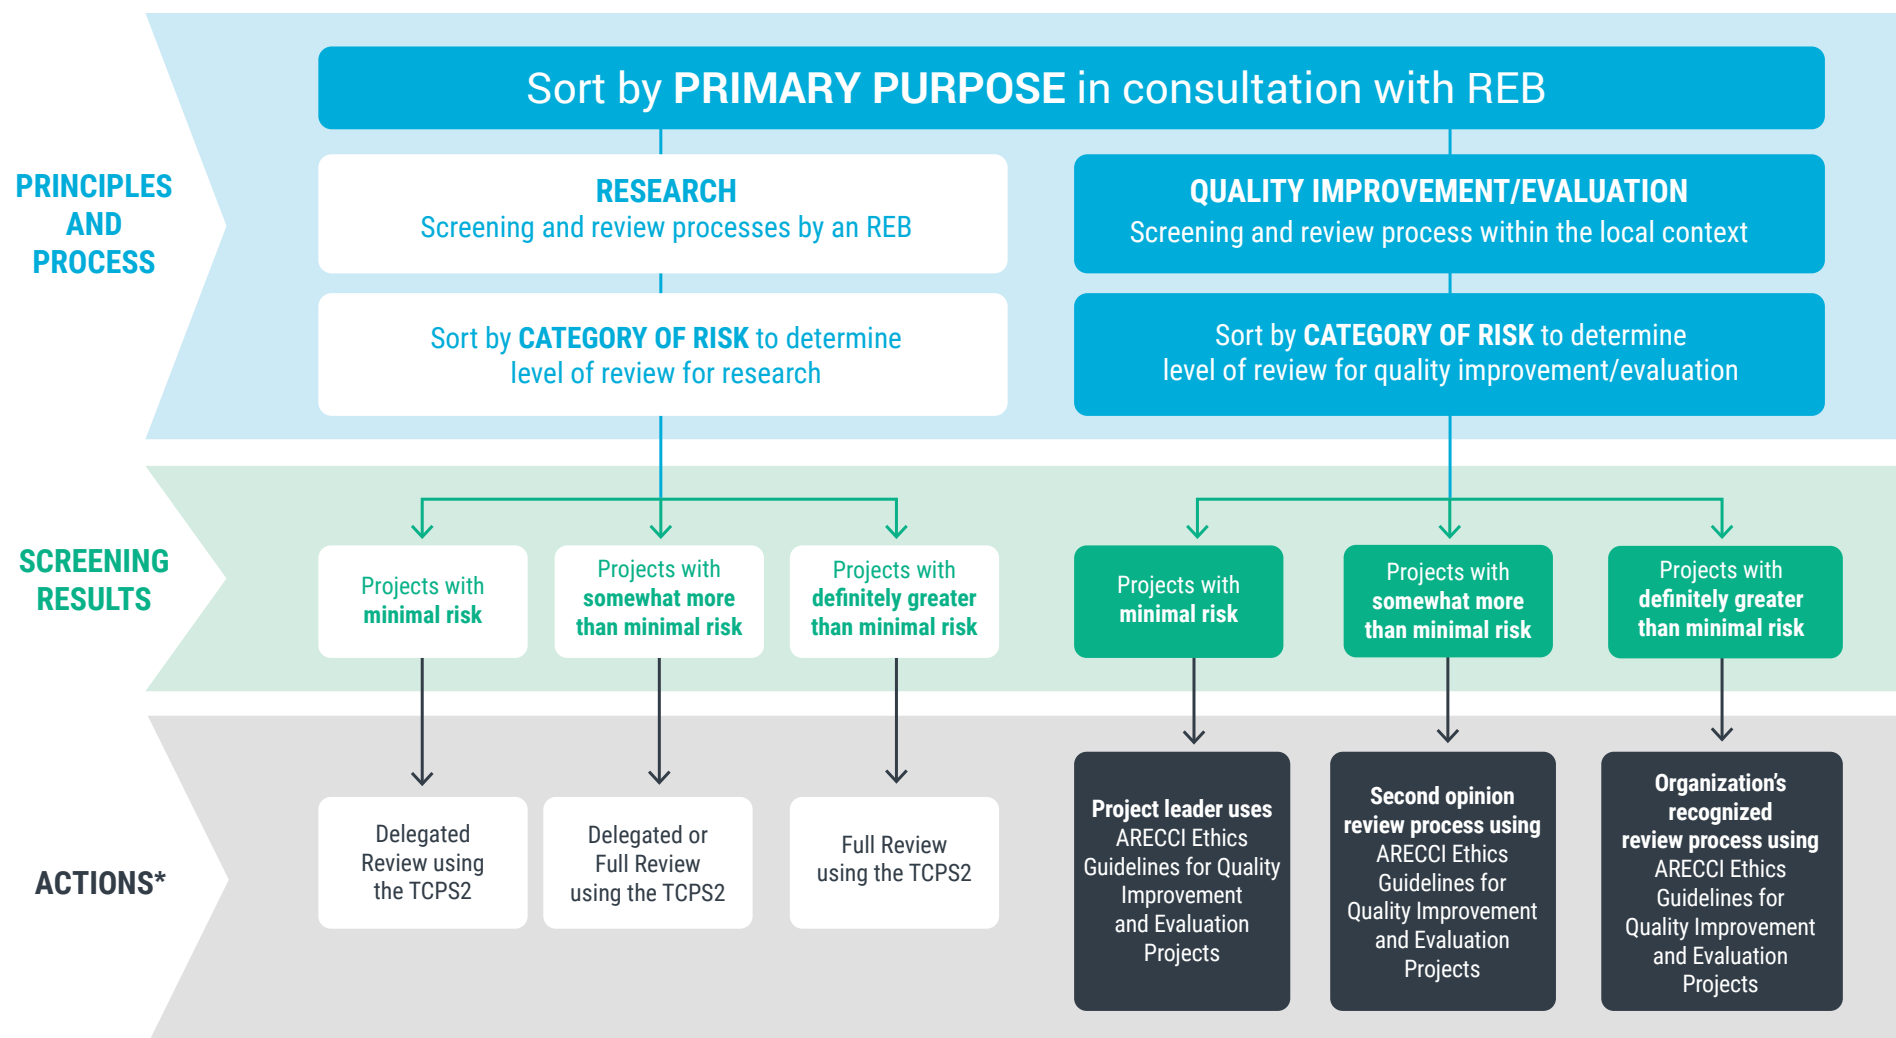 Sort by PRIMARY PURPOSE in consultation with REB
PRINCIPLES
AND
PROCESS
RESEARCH
Screening and review processes by an REB
QUALITY IMPROVEMENT/EVALUATION
Screening and review process within the local context
Sort by CATEGORY OF RISK to determine
level of review for research
Sort by CATEGORY OF RISK to determine
level of review for quality improvement/evaluation
SCREENING
RESULTS
Projects with
minimal risk
Projects with
somewhat more
than minimal risk
Projects with
definitely greater
than minimal risk
Projects with
minimal risk
Projects with
somewhat more
than minimal risk
Projects with
definitely greater
than minimal risk
ACTIONS*
Delegated
Review using
the TCPS2
Delegated or
Full Review
using the TCPS2
Full Review
using the TCPS2
Project leader uses
ARECCI Ethics
Guidelines for Quality
Improvement
and Evaluation
Projects
Second opinion
review process using
ARECCI Ethics
Guidelines for
Quality Improvement
and Evaluation
Projects
Organization's
recognized
review process using
ARECCI Ethics
Guidelines for
Quality Improvement
and Evaluation
Projects